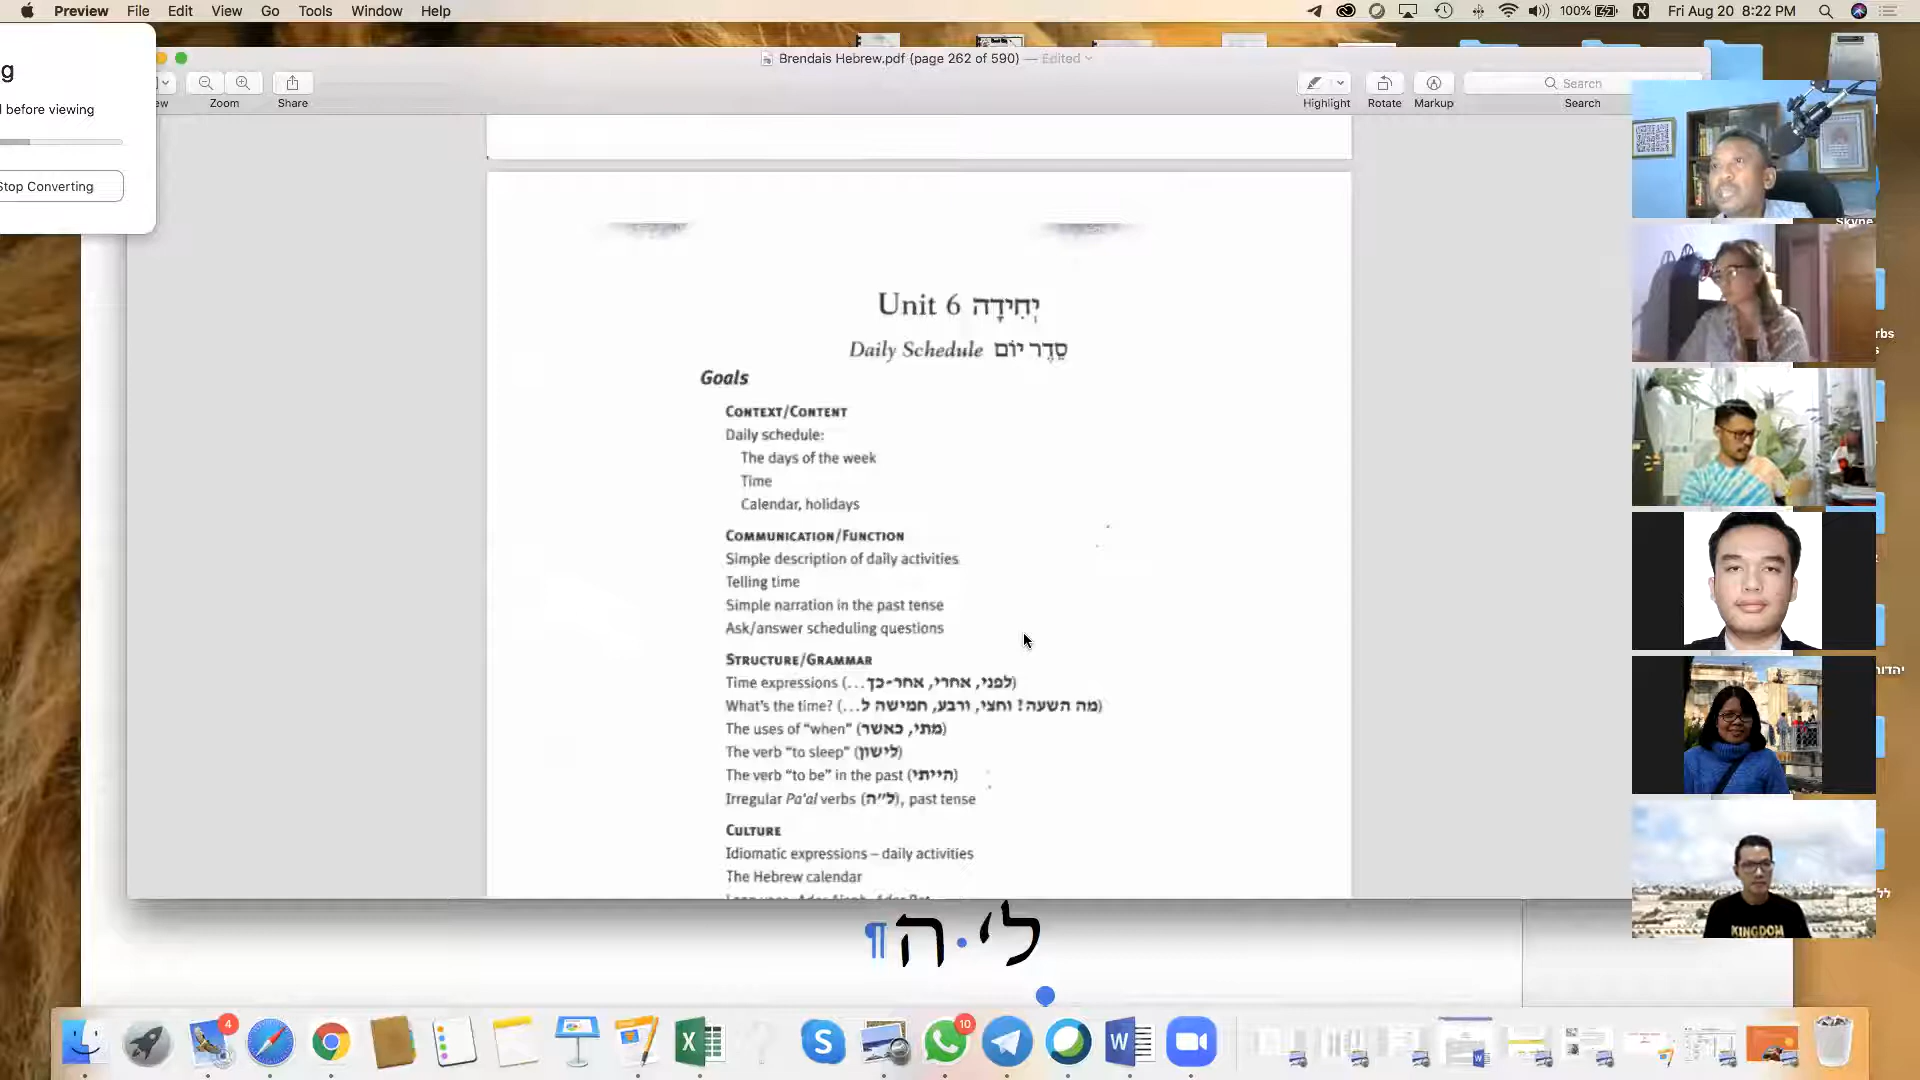 Preview File Edit View Go Tools Window Help
100% Fri Aug 20 8:22 PM
g
before viewing
Stop Converting
Brendais Hebrew.pdf (page 262 of 590) — Edited
Zoom Share Highlight Rotate Markup Search
Search
Unit 6 יְחִידָה
Daily Schedule סֵדֶר יוֹם
Goals
CONTEXT/CONTENT
Daily schedule:
The days of the week
Time
Calendar, holidays
COMMUNICATION/FUNCTION
Simple description of daily activities
Telling time
Simple narration in the past tense
Ask/answer scheduling questions
STRUCTURE/GRAMMAR
Time expressions (לפני, אחרי, אחר-כך...)
What's the time? (מה השעה? וחצי, ורבע, חמישה ל...)
The uses of "when" (מתי, כאשר)
The verb "to sleep" (לישון)
The verb "to be" in the past (הייתי)
Irregular Pa'al verbs (ל"ה), past tense
CULTURE
Idiomatic expressions – daily activities
The Hebrew calendar
לי·ה¶
Skype
rbs
s
KINGDOM
4
10